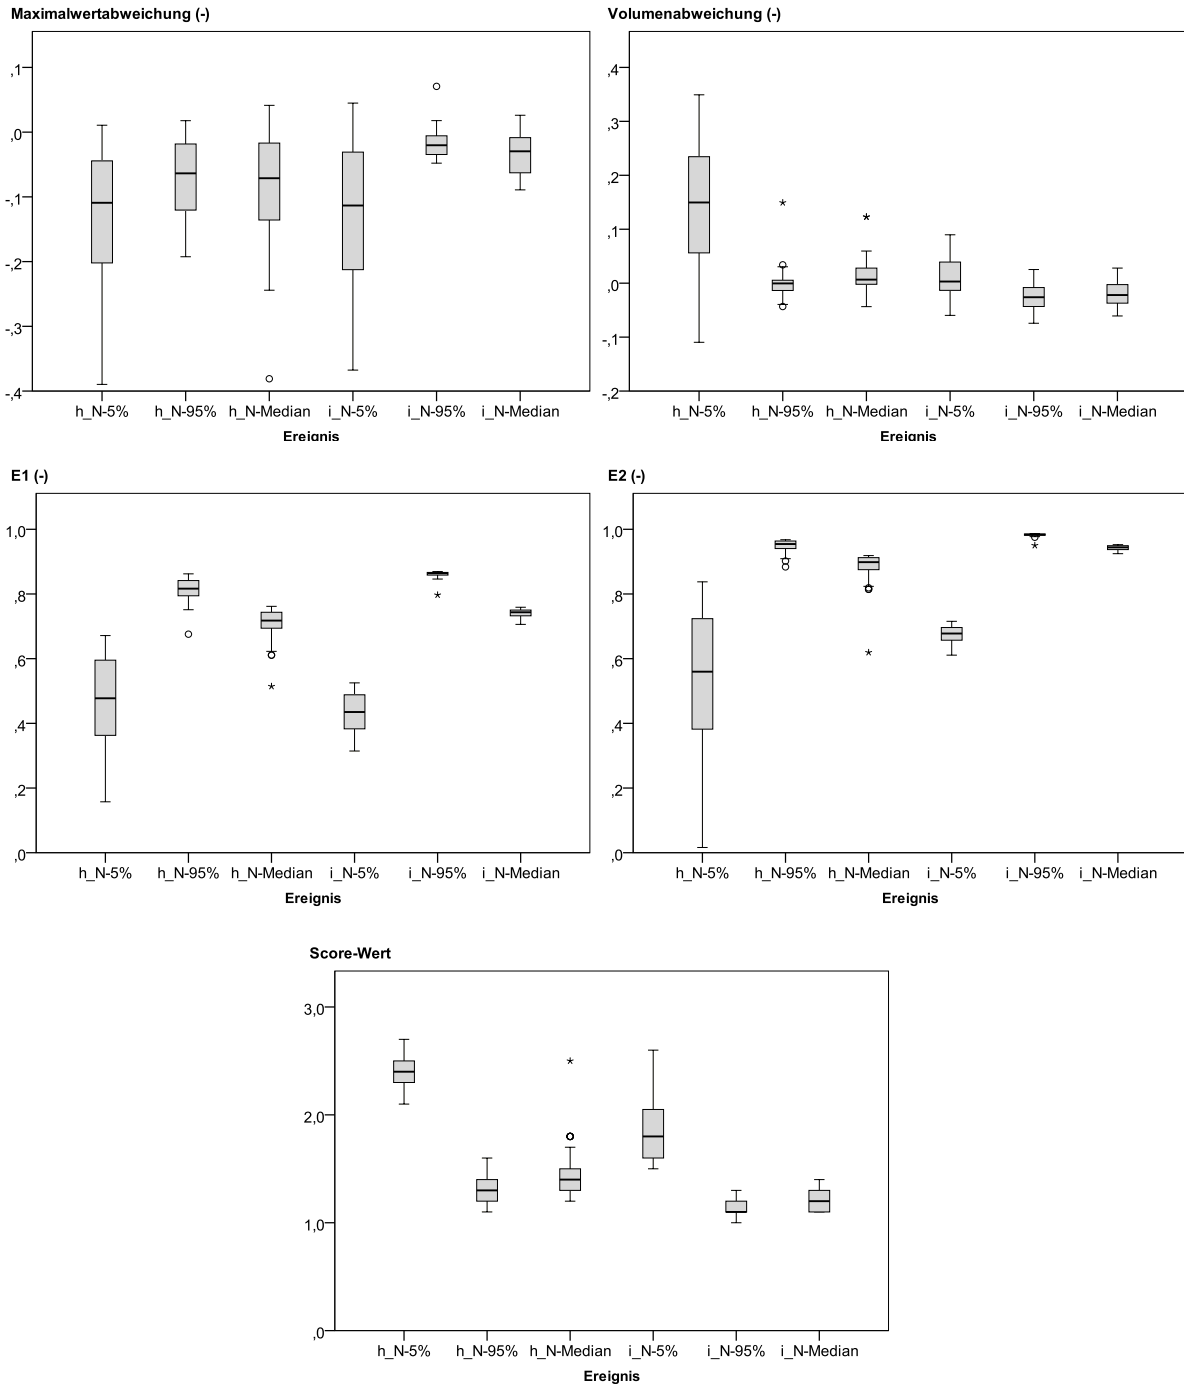 Maximalwertabweichung (-)
,1
,0
-,1
-,2
-,3
-,4
h_N-5% h_N-95% h_N-Median i_N-5% i_N-95% i_N-Median
Ereignis
Volumenabweichung (-)
,4
,3
,2
,1
,0
-,1
-,2
h_N-5% h_N-95% h_N-Median i_N-5% i_N-95% i_N-Median
Ereignis
E1 (-)
1,0
,8
,6
,4
,2
,0
h_N-5% h_N-95% h_N-Median i_N-5% i_N-95% i_N-Median
Ereignis
E2 (-)
1,0
,8
,6
,4
,2
,0
h_N-5% h_N-95% h_N-Median i_N-5% i_N-95% i_N-Median
Ereignis
Score-Wert
3,0
2,0
1,0
,0
h_N-5% h_N-95% h_N-Median i_N-5% i_N-95% i_N-Median
Ereignis